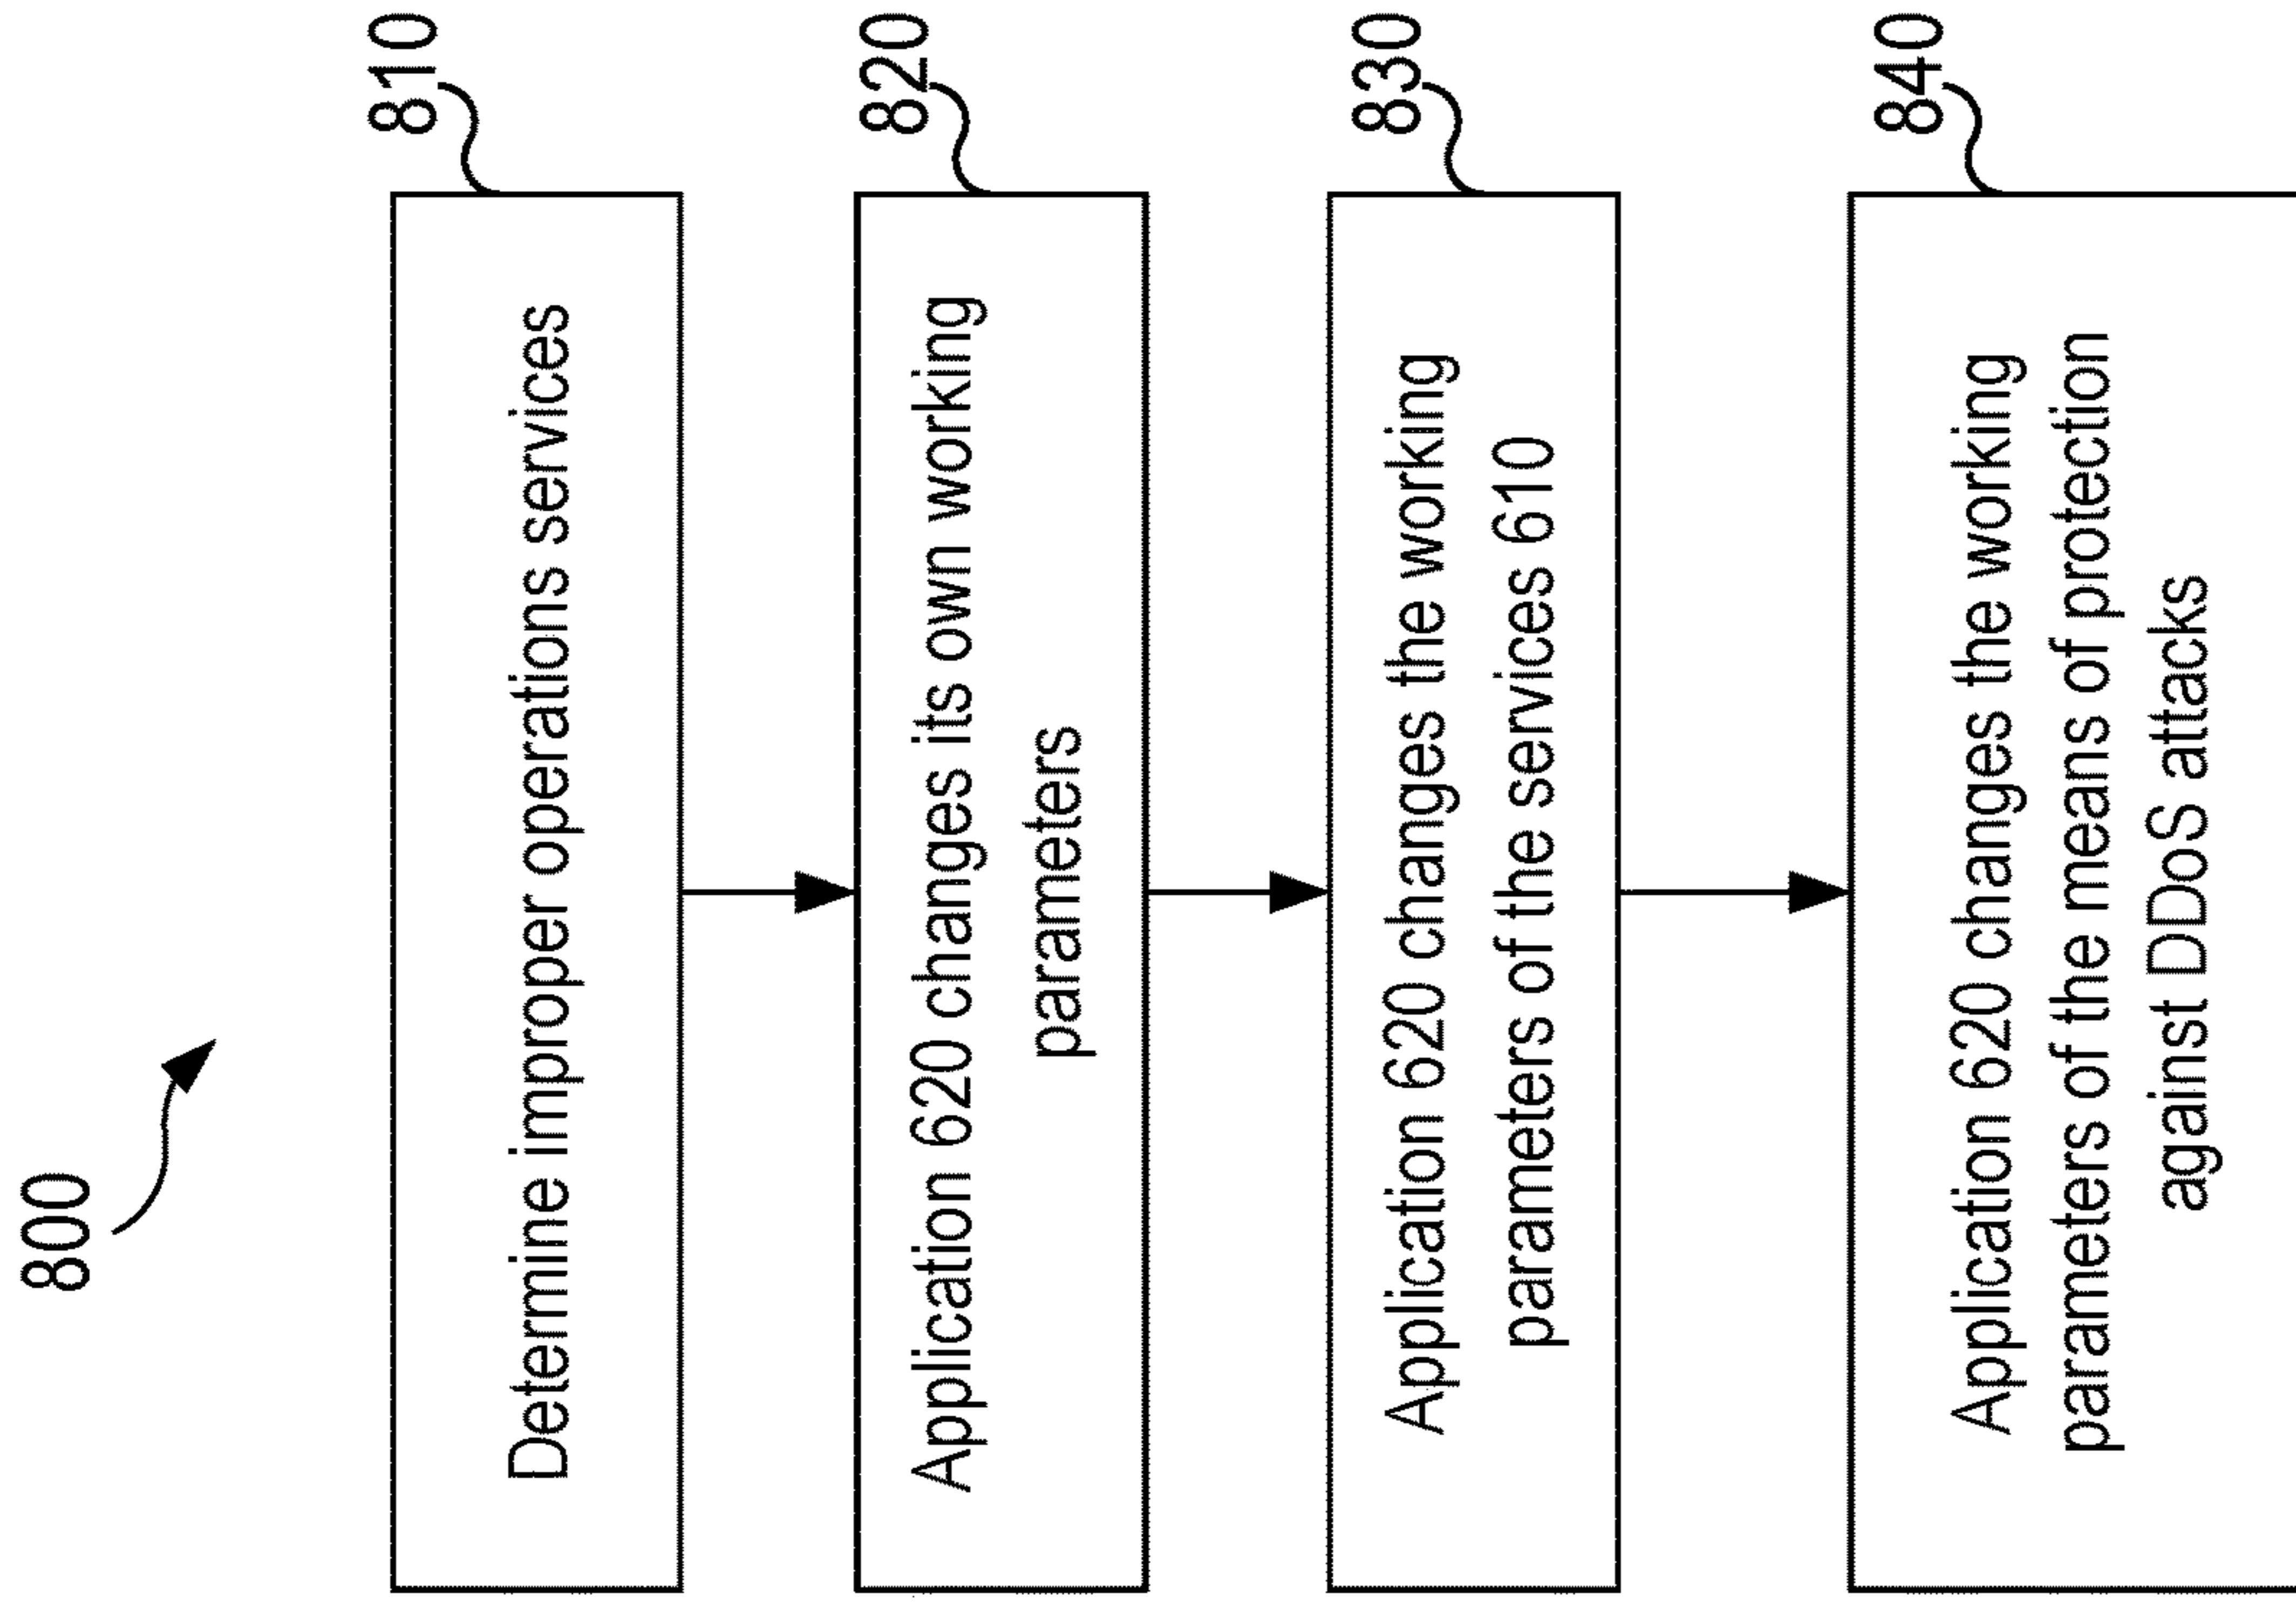 800
810
Determine improper operations services
820
Application 620 changes its own working
parameters
830
Application 620 changes the working
parameters of the services 610
840
Application 620 changes the working
parameters of the means of protection
against DDoS attacks